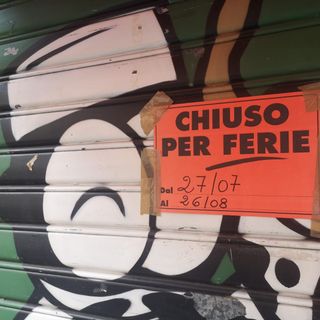 CHIUSO
PER FERIE
Dal 27/07
Al 26/08